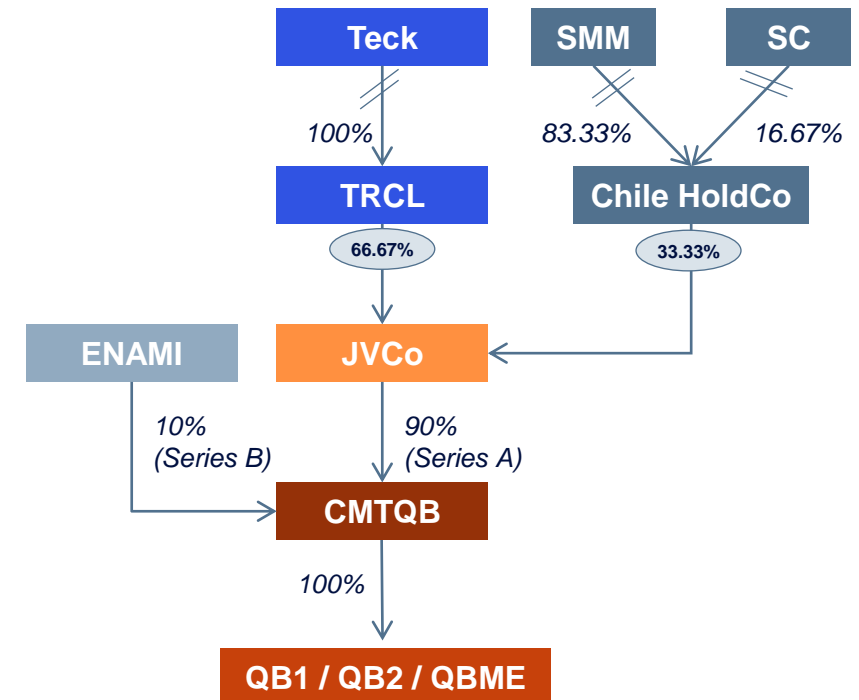 Teck
SMM
SC
100%
83.33%
16.67%
TRCL
Chile HoldCo
66.67%
33.33%
ENAMI
JVCo
10%
(Series B)
90%
(Series A)
CMTQB
100%
QB1 / QB2 / QBME